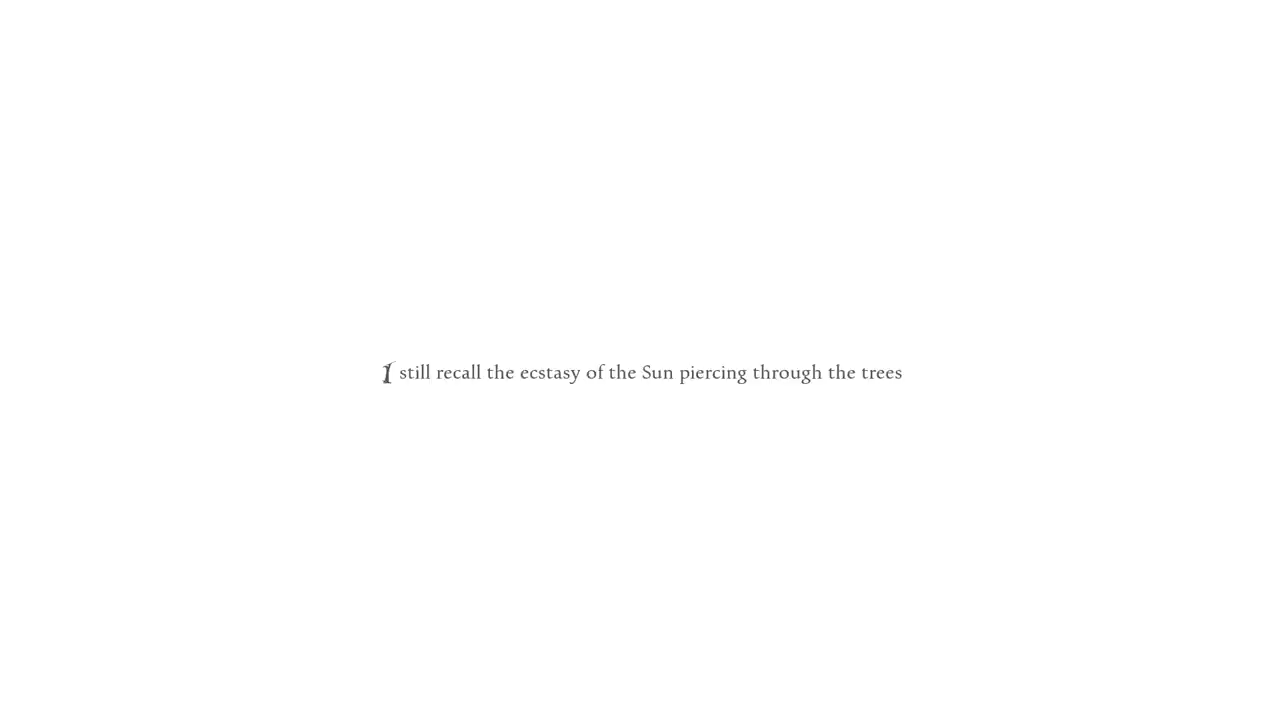 I still recall the ecstasy of the Sun piercing through the trees